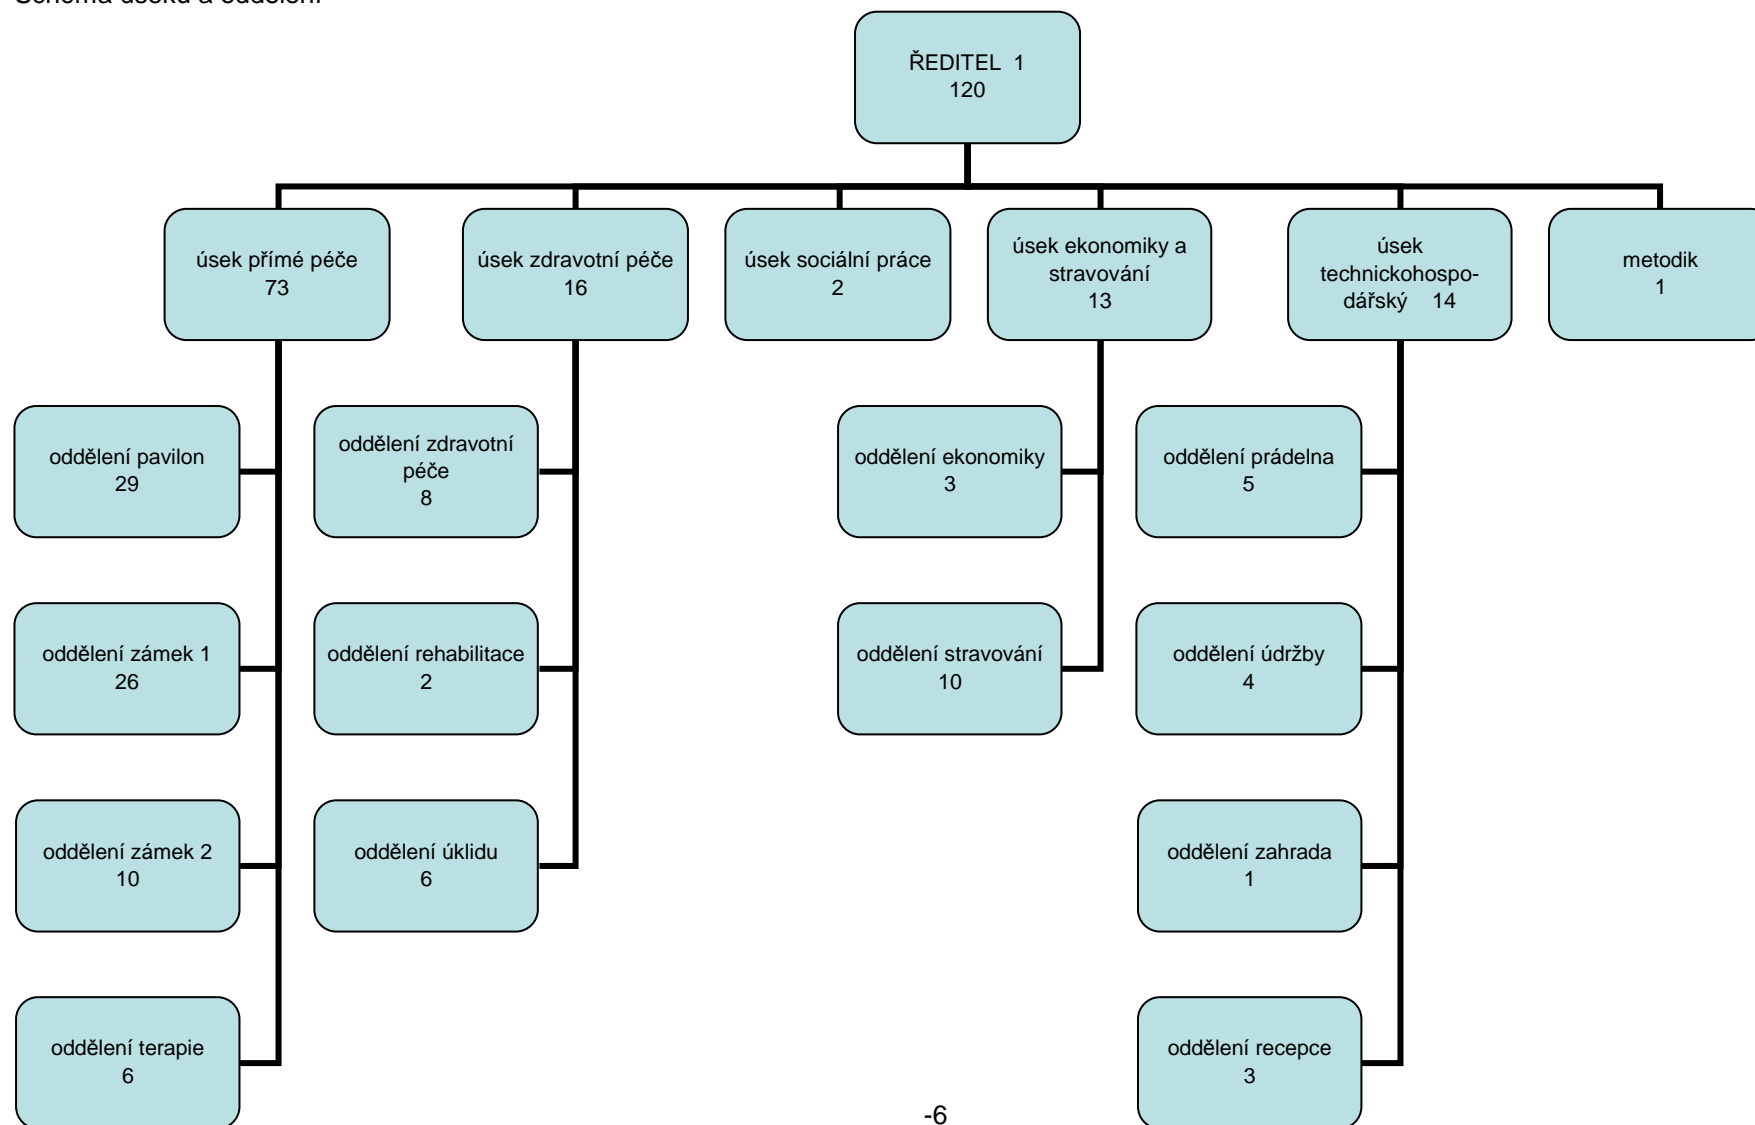 ŘEDITEL 1
120
úsek přímé péče
73
úsek zdravotní péče
16
úsek sociální práce
2
úsek ekonomiky a
stravování
13
úsek
technickohospo-
dářský 14
metodik
1
oddělení pavilon
29
oddělení zdravotní
péče
8
oddělení ekonomiky
3
oddělení prádelna
5
oddělení zámek 1
26
oddělení rehabilitace
2
oddělení stravování
10
oddělení údržby
4
oddělení zámek 2
10
oddělení úklidu
6
oddělení zahrada
1
oddělení terapie
6
oddělení recepce
3
-6